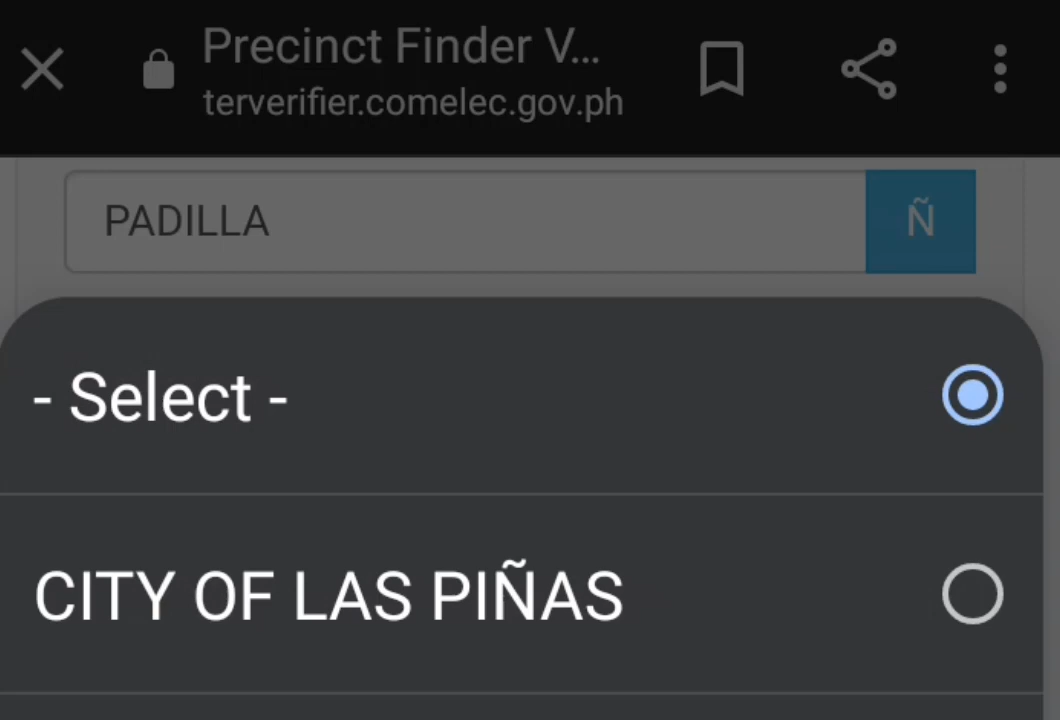 Precinct Finder V...
terverifier.comelec.gov.ph
PADILLA
Ñ
- Select -
CITY OF LAS PIÑAS